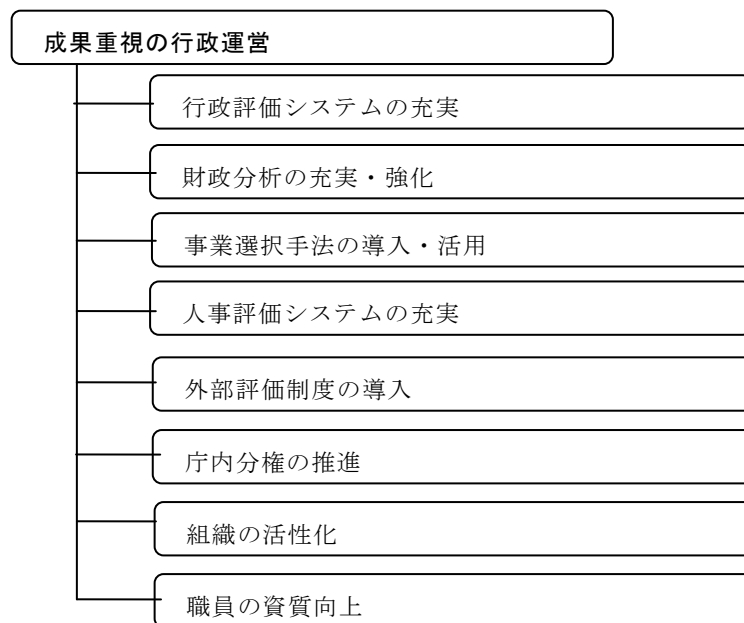 成果重視の行政運営
行政評価システムの充実
財政分析の充実・強化
事業選択手法の導入・活用
人事評価システムの充実
外部評価制度の導入
庁内分権の推進
組織の活性化
職員の資質向上